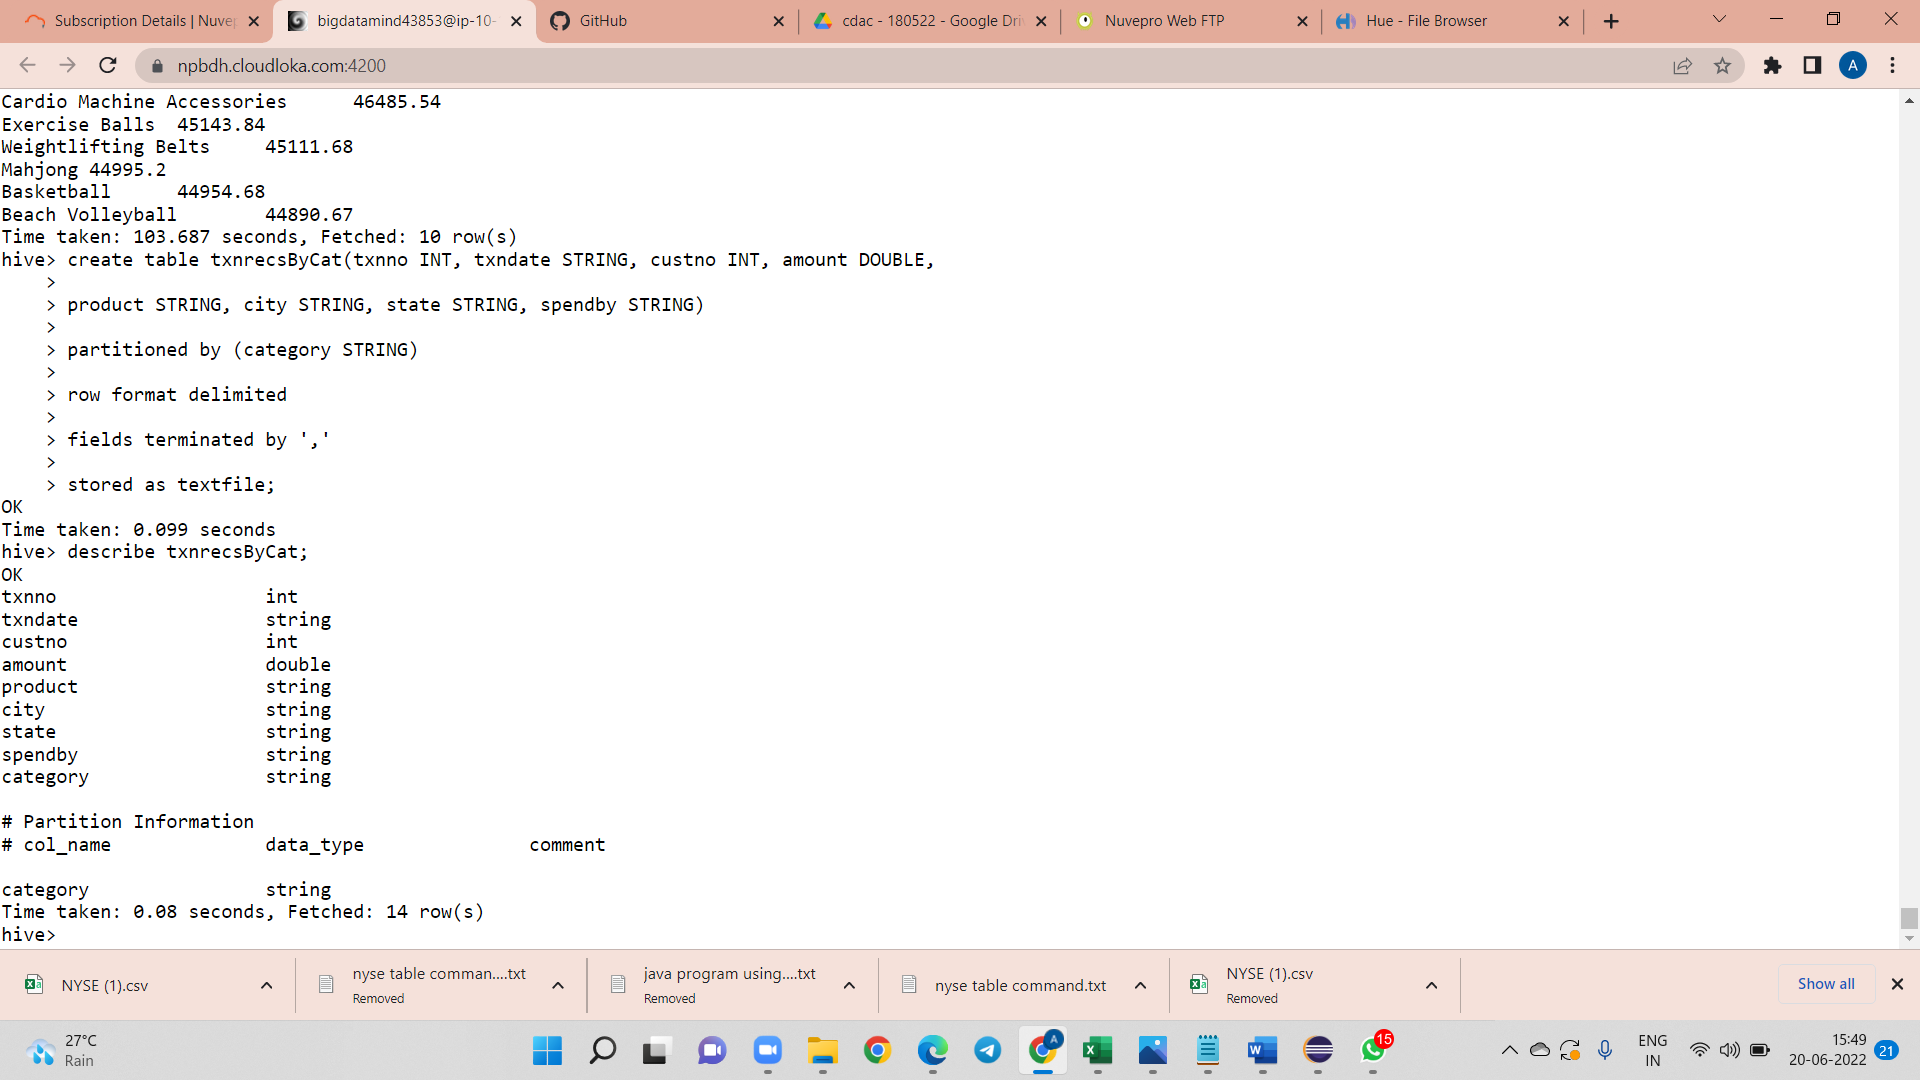 Subscription Details | Nuvep
bigdatamind43853@ip-10-
GitHub
cdac - 180522 - Google Driv
Nuvepro Web FTP
Hue - File Browser
npbdh.cloudloka.com:4200
A
Cardio Machine Accessories 46485.54
Exercise Balls 45143.84
Weightlifting Belts 45111.68
Mahjong 44995.2
Basketball 44954.68
Beach Volleyball 44890.67
Time taken: 103.687 seconds, Fetched: 10 row(s)
hive> create table txnrecsByCat(txnno INT, txndate STRING, custno INT, amount DOUBLE,
>
> product STRING, city STRING, state STRING, spendby STRING)
>
> partitioned by (category STRING)
>
> row format delimited
>
> fields terminated by ','
>
> stored as textfile;
OK
Time taken: 0.099 seconds
hive> describe txnrecsByCat;
OK
txnno int
txndate string
custno int
amount double
product string
city string
state string
spendby string
category string
# Partition Information
# col_name data_type comment
category string
Time taken: 0.08 seconds, Fetched: 14 row(s)
hive>
NYSE (1).csv
nyse table comman....txt
Removed
java program using....txt
Removed
nyse table command.txt
NYSE (1).csv
Removed
Show all
27°C
Rain
A
15
ENG
IN
15:49
20-06-2022
21